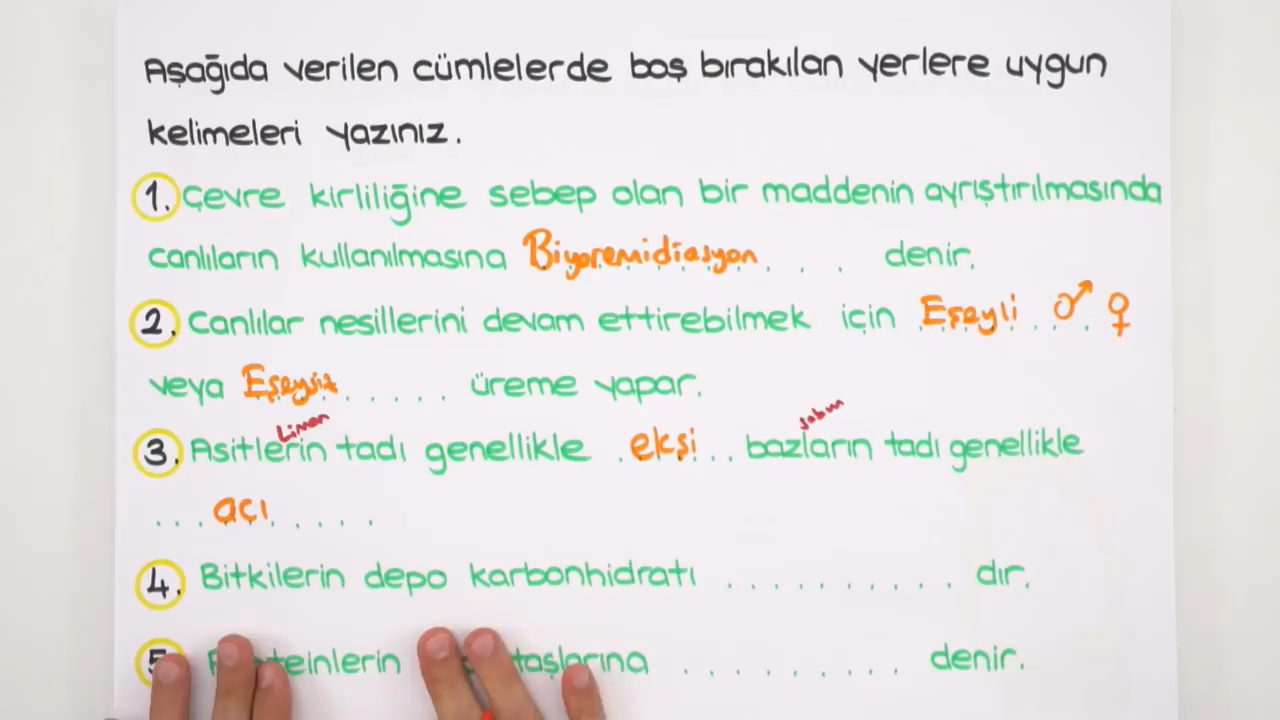 Aşağıda verilen cümlelerde boş bırakılan yerlere uygun
kelimeleri yazınız.
1. Çevre kirliliğine sebep olan bir maddenin ayrıştırılmasında
canlıların kullanılmasına Biyoremidiasyon . . . denir.
2. Canlılar nesillerini devam ettirebilmek için Eşeyli ♂ ♀
veya Eşeysiz . . . . . üreme yapar.
Limon sabun
3. Asitlerin tadı genellikle . ekşi . . bazların tadı genellikle
. . . açı . . . . .
4. Bitkilerin depo karbonhidratı . . . . . . . . . . dır.
5. taşlarına . . . . . . . . . denir.